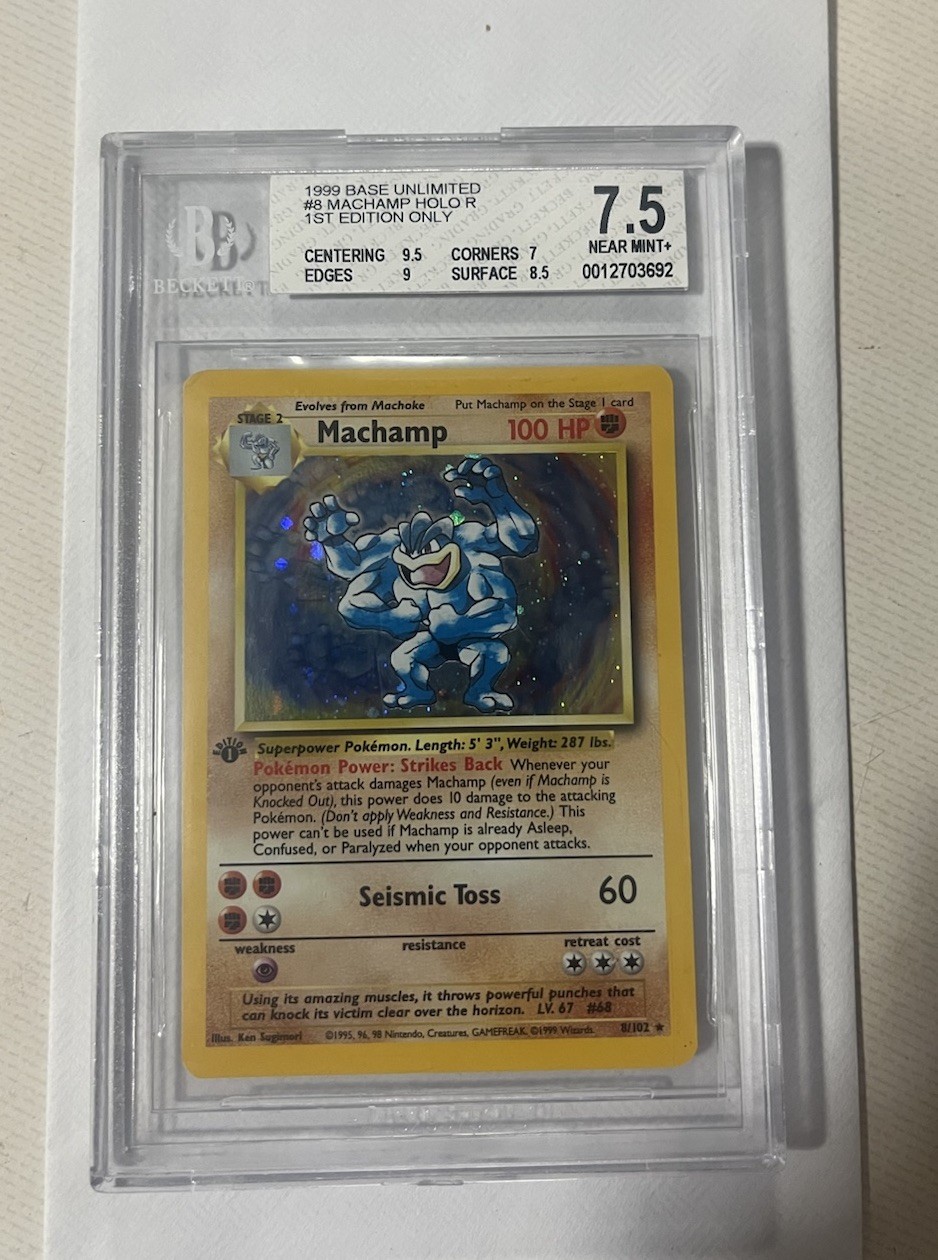 1999 BASE UNLIMITED
#8 MACHAMP HOLO R
1ST EDITION ONLY
7.5
NEAR MINT+
CENTERING 9.5 CORNERS 7
EDGES 9 SURFACE 8.5
0012703692
BECKETT®
Evolves from Machoke Put Machamp on the Stage 1 card
STAGE 2
Machamp 100 HP
EDITION
1
Superpower Pokémon. Length: 5' 3", Weight: 287 lbs.
Pokémon Power: Strikes Back Whenever your
opponent's attack damages Machamp (even if Machamp is
Knocked Out), this power does 10 damage to the attacking
Pokémon. (Don't apply Weakness and Resistance.) This
power can't be used if Machamp is already Asleep,
Confused, or Paralyzed when your opponent attacks.
Seismic Toss 60
weakness resistance retreat cost
Using its amazing muscles, it throws powerful punches that
can knock its victim clear over the horizon. LV. 67 #68
Illus. Ken Sugimori ©1995, 96, 98 Nintendo, Creatures, GAMEFREAK. ©1999 Wizards. 8/102 ★